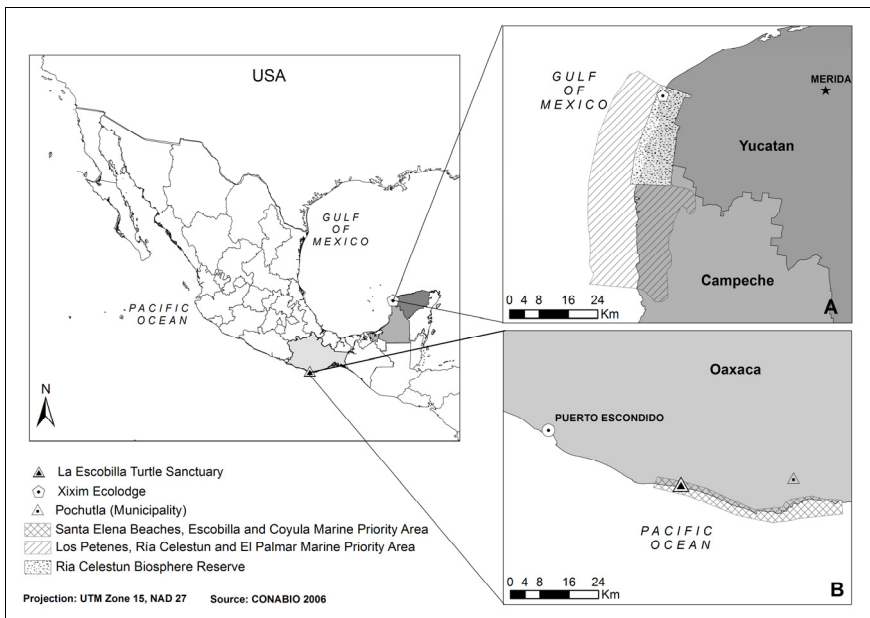 USA
GULF
OF
MEXICO
PACIFIC
OCEAN
N
GULF
OF
MEXICO
MERIDA
Yucatan
Campeche
0 4 8 16 24
Km
A
Oaxaca
PUERTO ESCONDIDO
PACIFIC
OCEAN
0 4 8 16 24
Km
B
La Escobilla Turtle Sanctuary
Xixim Ecolodge
Pochutla (Municipality)
Santa Elena Beaches, Escobilla and Coyula Marine Priority Area
Los Petenes, Ria Celestun and El Palmar Marine Priority Area
Ria Celestun Biosphere Reserve
Projection: UTM Zone 15, NAD 27 Source: CONABIO 2006